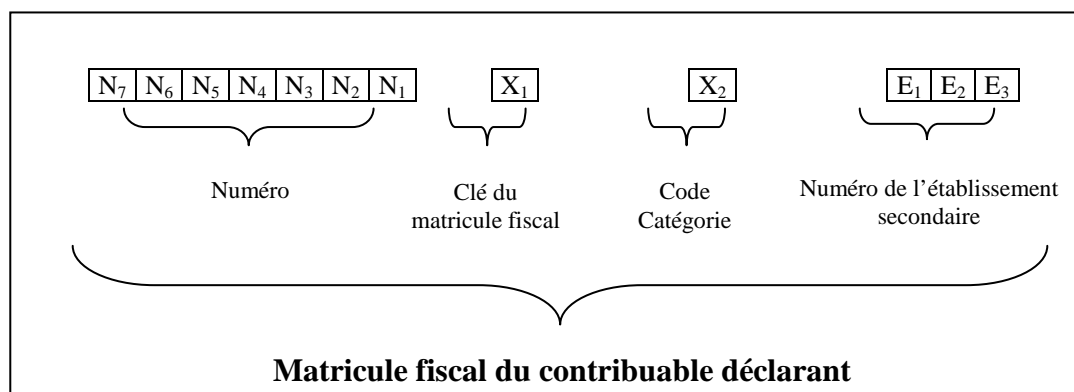 N₇ N₆ N₅ N₄ N₃ N₂ N₁ X₁ X₂ E₁ E₂ E₃
Numéro Clé du Code Numéro de l’établissement
matricule fiscal Catégorie secondaire
Matricule fiscal du contribuable déclarant